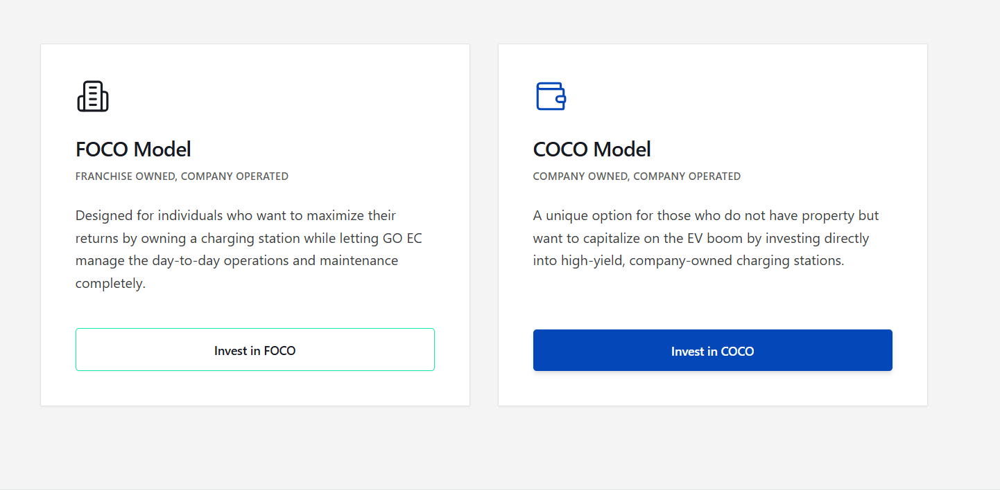 FOCO Model
FRANCHISE OWNED, COMPANY OPERATED
Designed for individuals who want to maximize their
returns by owning a charging station while letting GO EC
manage the day-to-day operations and maintenance
completely.
Invest in FOCO
COCO Model
COMPANY OWNED, COMPANY OPERATED
A unique option for those who do not have property but
want to capitalize on the EV boom by investing directly
into high-yield, company-owned charging stations.
Invest in COCO